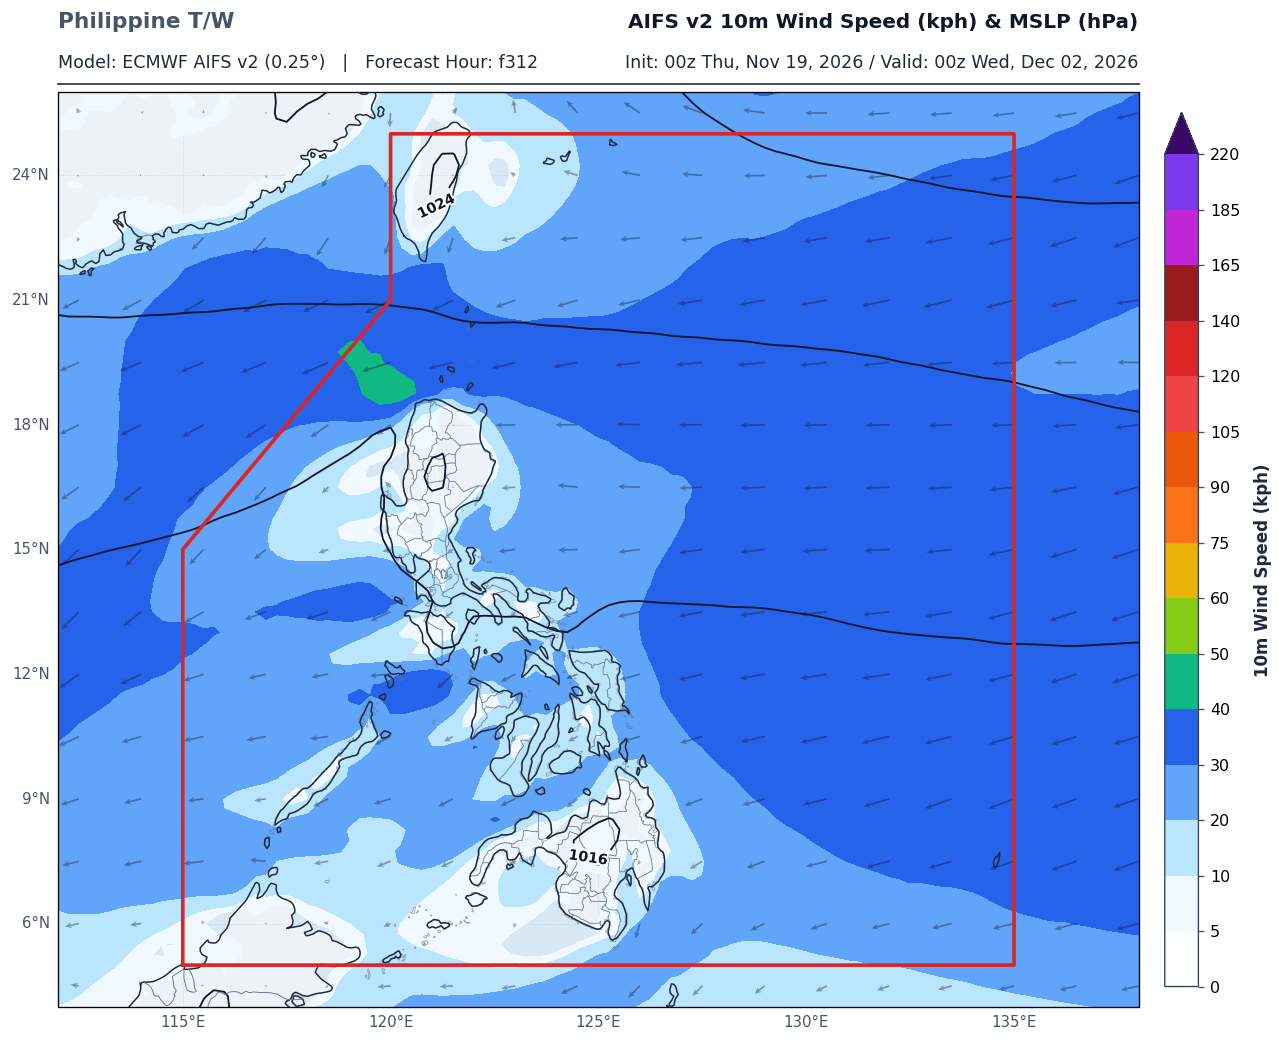 Philippine T/W
AIFS v2 10m Wind Speed (kph) & MSLP (hPa)
Model: ECMWF AIFS v2 (0.25°)   |   Forecast Hour: f312
Init: 00z Thu, Nov 19, 2026 / Valid: 00z Wed, Dec 02, 2026
24°N
21°N
18°N
15°N
12°N
9°N
6°N
1024
1016
115°E
120°E
125°E
130°E
135°E
220
185
165
140
120
105
90
75
60
50
40
30
20
10
5
0
10m Wind Speed (kph)